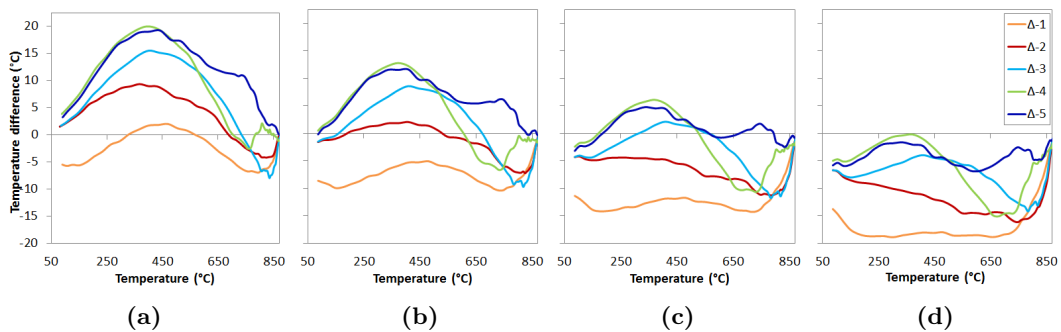 Temperature difference (°C)
20
15
10
5
0
-5
-10
-15
-20
50 250 450 650 850
Temperature (°C)
(a)
50 250 450 650 850
Temperature (°C)
(b)
50 250 450 650 850
Temperature (°C)
(c)
Δ-1
Δ-2
Δ-3
Δ-4
Δ-5
50 250 450 650 850
Temperature (°C)
(d)